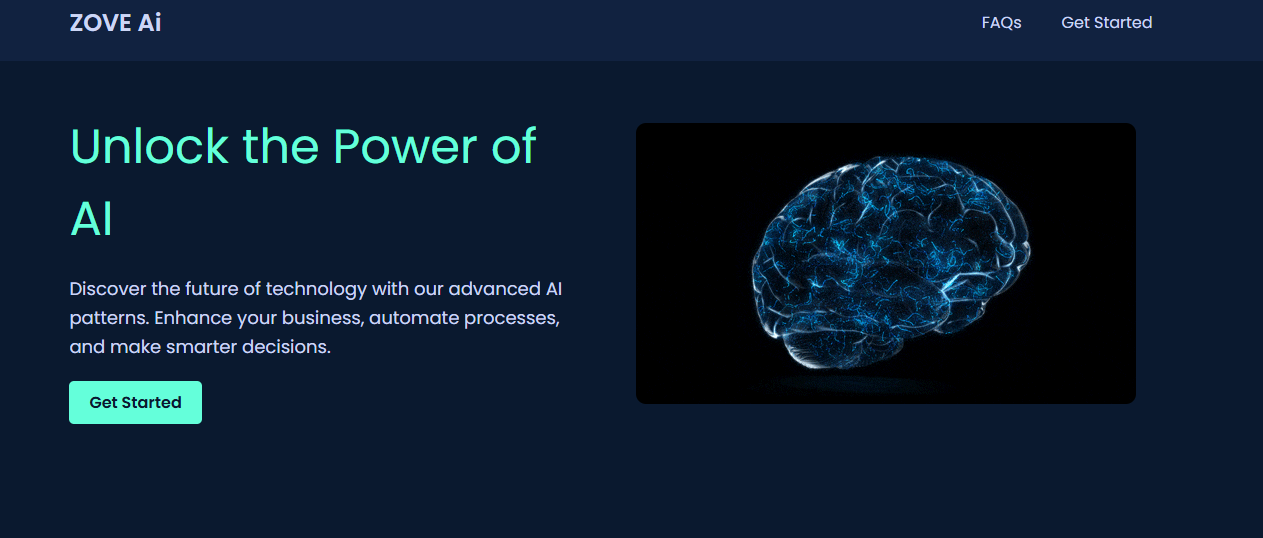 ZOVE Ai
FAQs
Get Started
Unlock the Power of
AI
Discover the future of technology with our advanced AI
patterns. Enhance your business, automate processes,
and make smarter decisions.
Get Started